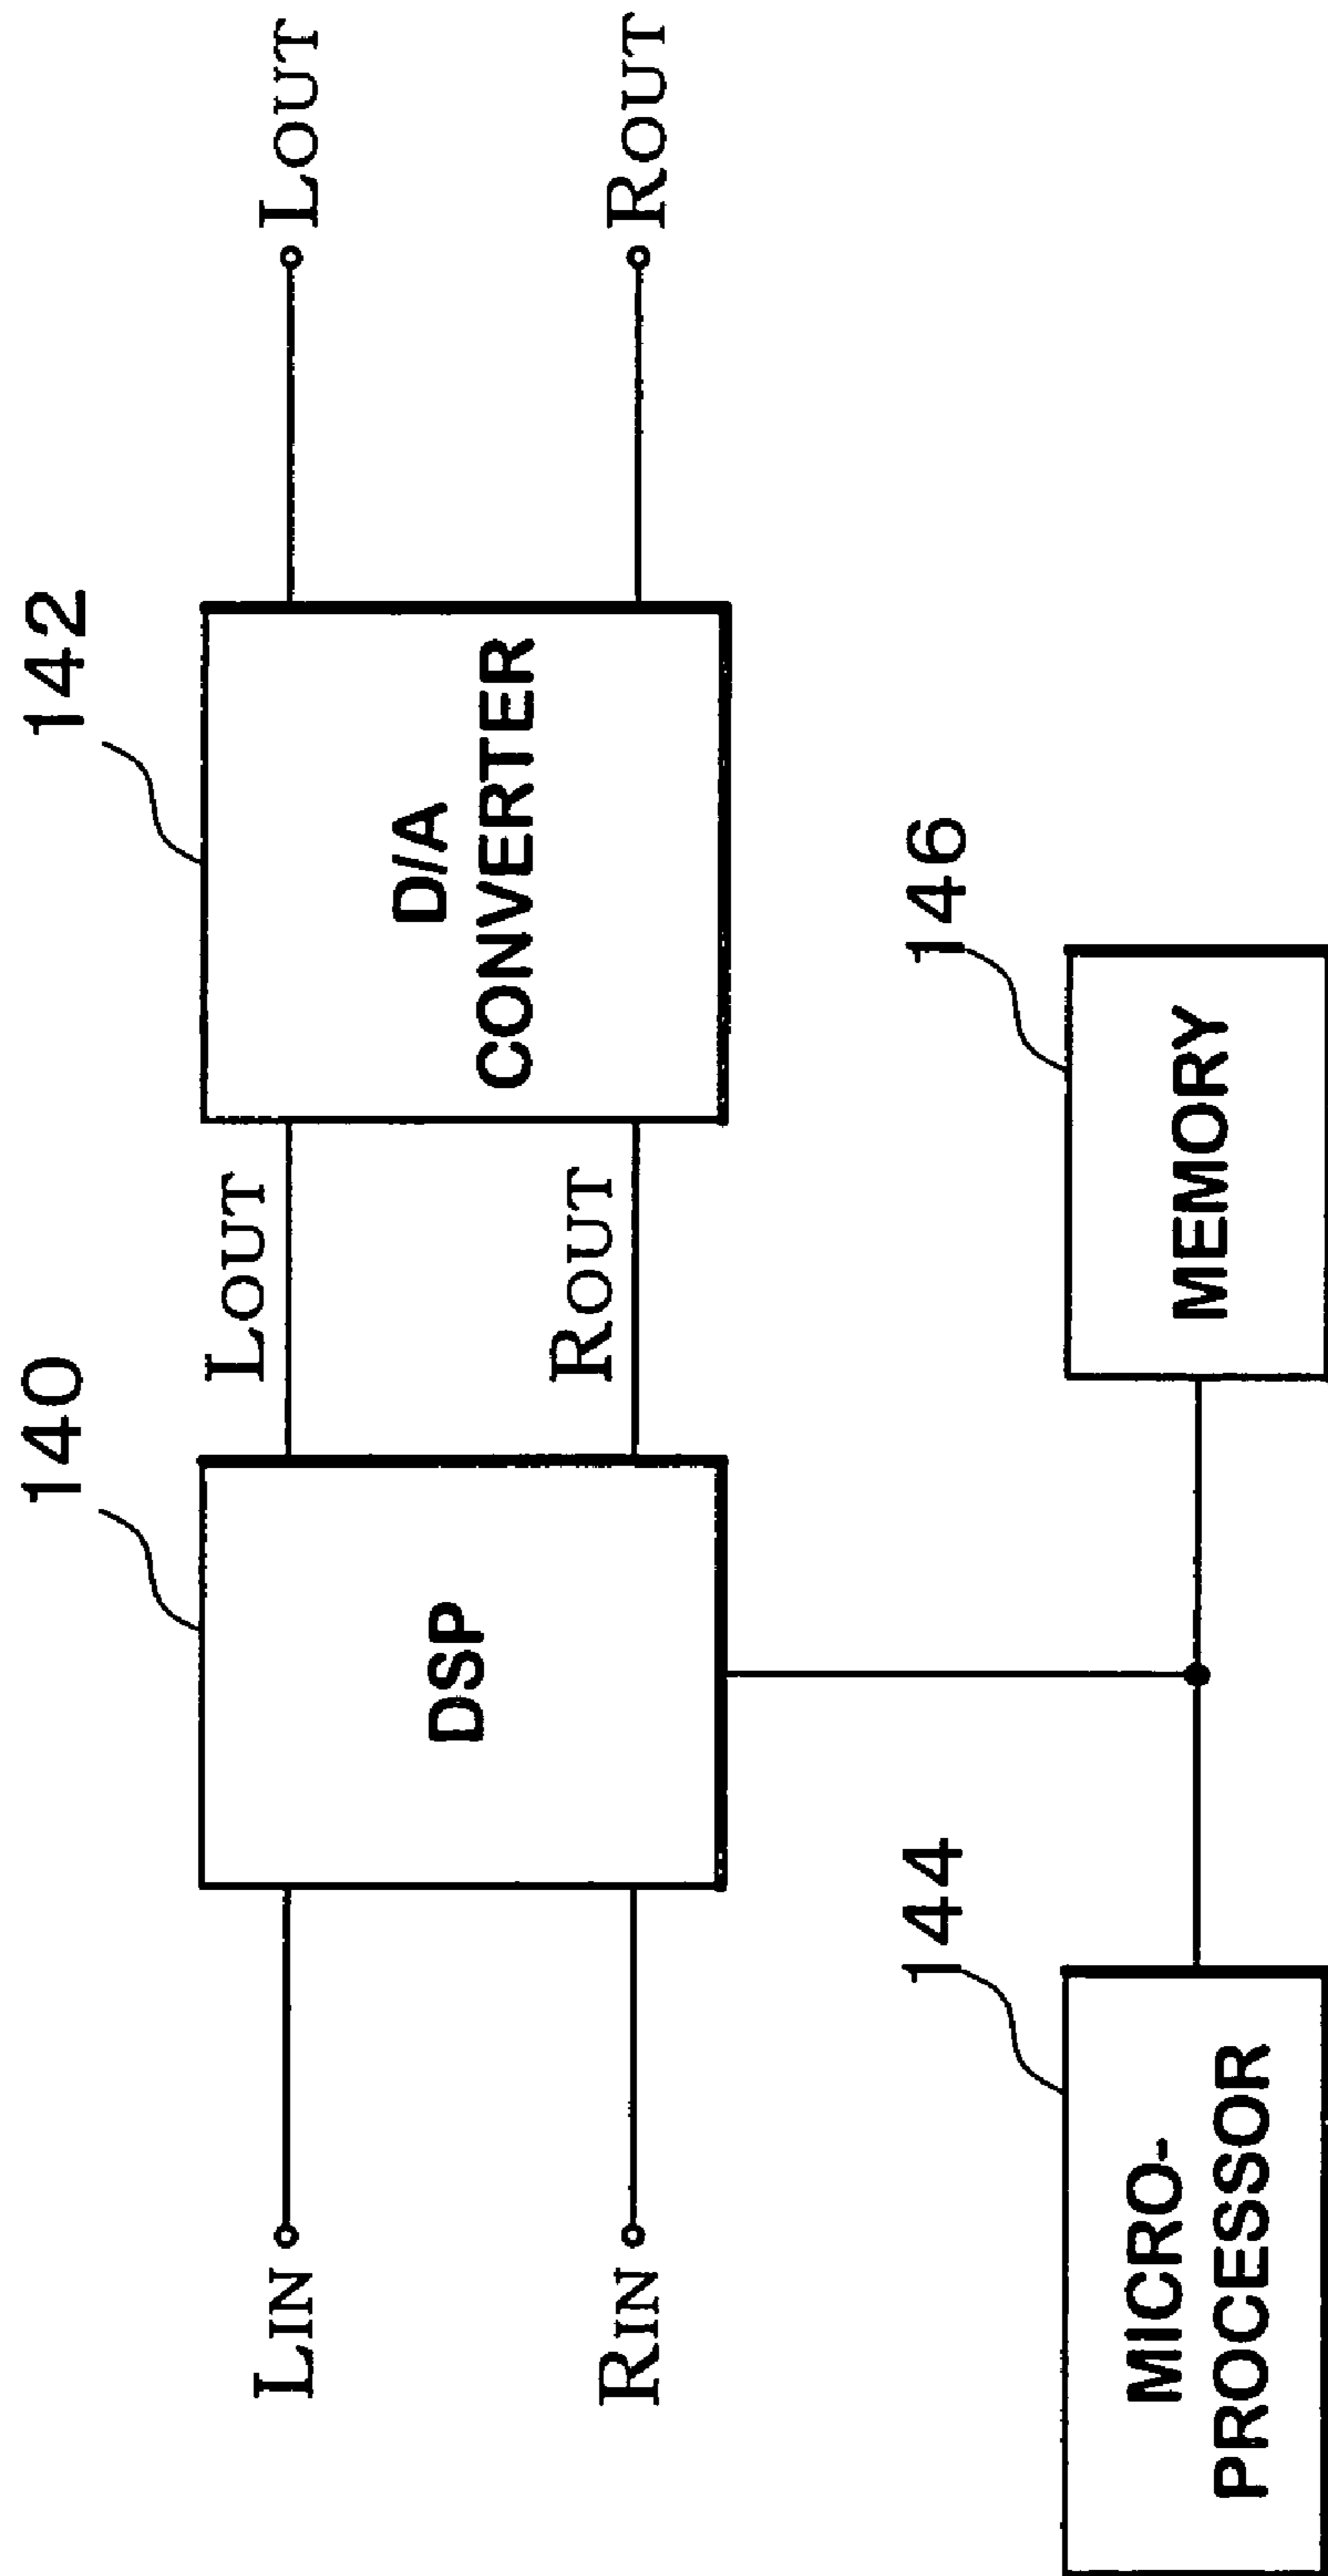 140
142
LIN
LOUT
LOUT
RIN
ROUT
ROUT
DSP
D/A
CONVERTER
144
146
MICRO-
PROCESSOR
MEMORY